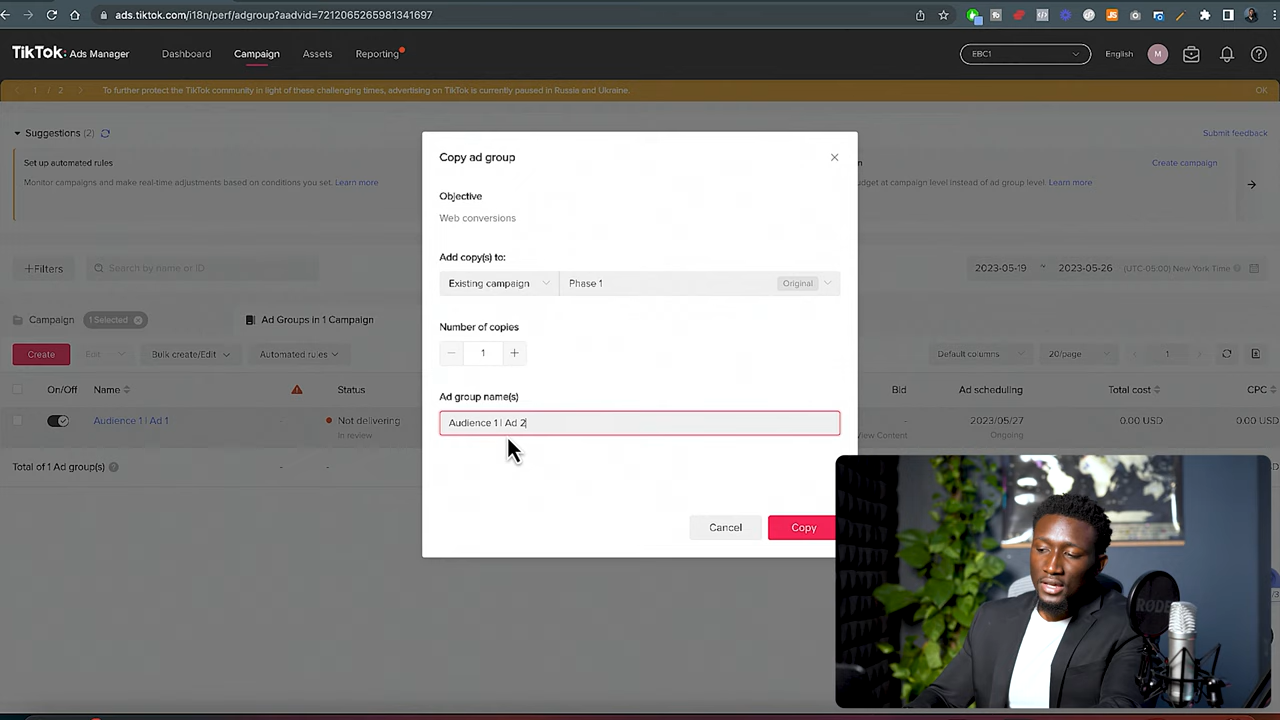 ads.tiktok.com/i18n/perf/adgroup?aadvid=7212065265981341697
TikTok: Ads Manager
Dashboard
Campaign
Assets
Reporting
EBC1
English
M
1 / 2
To further protect the TikTok community in light of these challenging times, advertising on TikTok is currently paused in Russia and Ukraine.
OK
Suggestions (2)
Submit feedback
Set up automated rules
Create campaign
Monitor campaigns and make real-time adjustments based on conditions you set. Learn more
udget at campaign level instead of ad group level. Learn more
Copy ad group
Objective
Web conversions
Add copy(s) to:
Existing campaign
Phase 1
Original
Number of copies
1
Ad group name(s)
Audience 1 | Ad 2
Cancel
Copy
+Filters
Search by name or ID
2023-05-19 ~ 2023-05-26 (UTC-05:00) New York Time
Campaign
1 Selected
Ad Groups in 1 Campaign
Create
Edit
Bulk create/Edit
Automated rules
Default columns
20/page
1
On/Off
Name
Status
Bid
Ad scheduling
Total cost
CPC
Audience 1 | Ad 1
Not delivering
In review
-
-
View Content
2023/05/27
Ongoing
0.00 USD
0.00 USD
Total of 1 Ad group(s)
-
-
RØDE